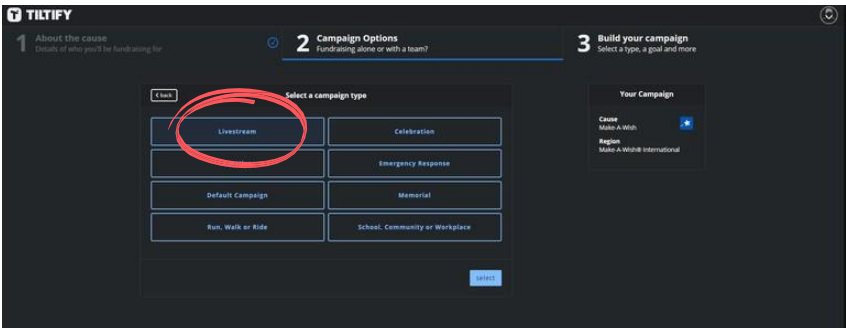 TILTIFY
1 About the cause
Details of who you'll be fundraising for
2 Campaign Options
Fundraising alone or with a team?
3 Build your campaign
Select a type, a goal and more
< back
Select a campaign type
Livestream
Celebration
Emergency Response
Default Campaign
Memorial
Run, Walk or Ride
School, Community or Workplace
select
Your Campaign
Cause
Make-A-Wish
Region
Make-A-Wish® International